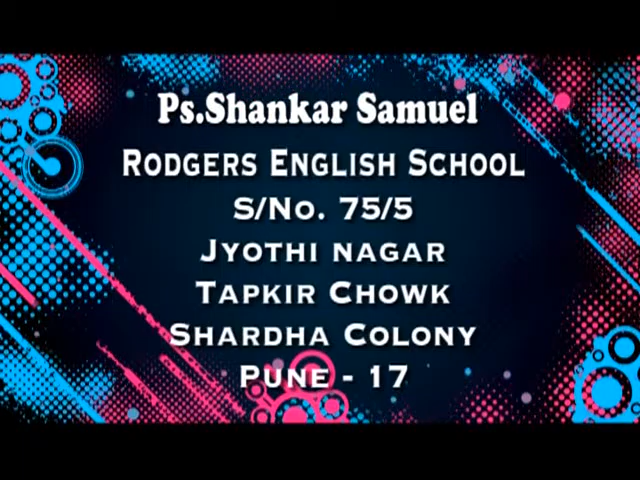 Ps.Shankar Samuel
RODGERS ENGLISH SCHOOL
S/NO. 75/5
JYOTHI NAGAR
TAPKIR CHOWK
SHARDHA COLONY
PUNE - 17